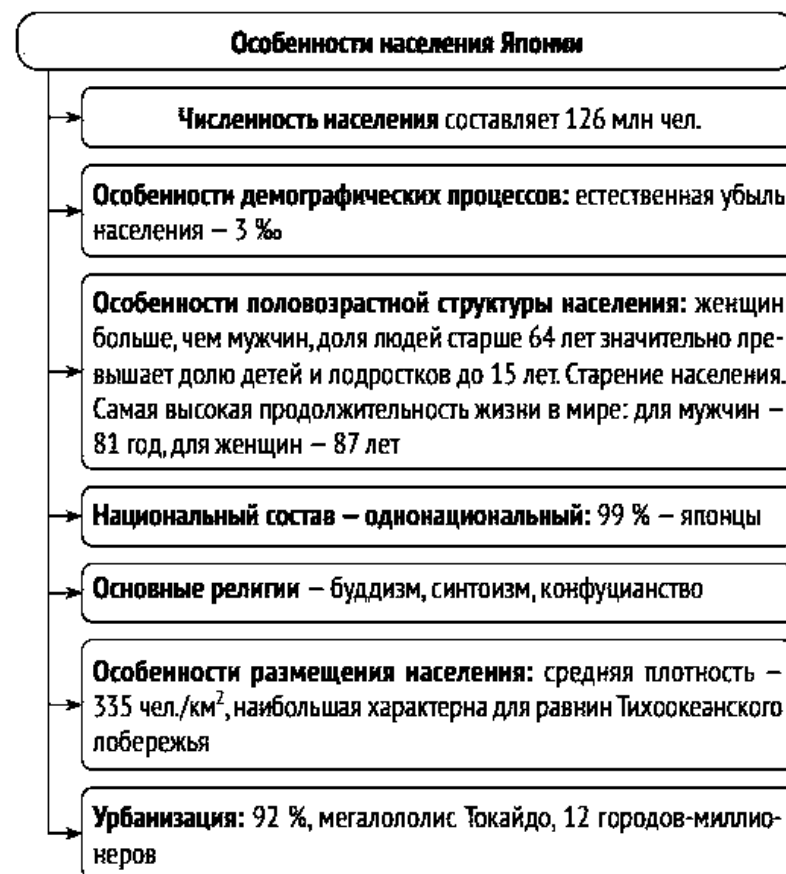 Особенности населения Японии
Численность населения составляет 126 млн чел.
Особенности демографических процессов: естественная убыль
населения – 3 ‰
Особенности половозрастной структуры населения: женщин
больше, чем мужчин, доля людей старше 64 лет значительно пре-
вышает долю детей и подростков до 15 лет. Старение населения.
Самая высокая продолжительность жизни в мире: для мужчин –
81 год, для женщин – 87 лет
Национальный состав – однонациональный: 99 % – японцы
Основные религии – буддизм, синтоизм, конфуцианство
Особенности размещения населения: средняя плотность –
335 чел./км², наибольшая характерна для равнин Тихоокеанского
побережья
Урбанизация: 92 %, мегалополис Токайдо, 12 городов-миллио-
неров